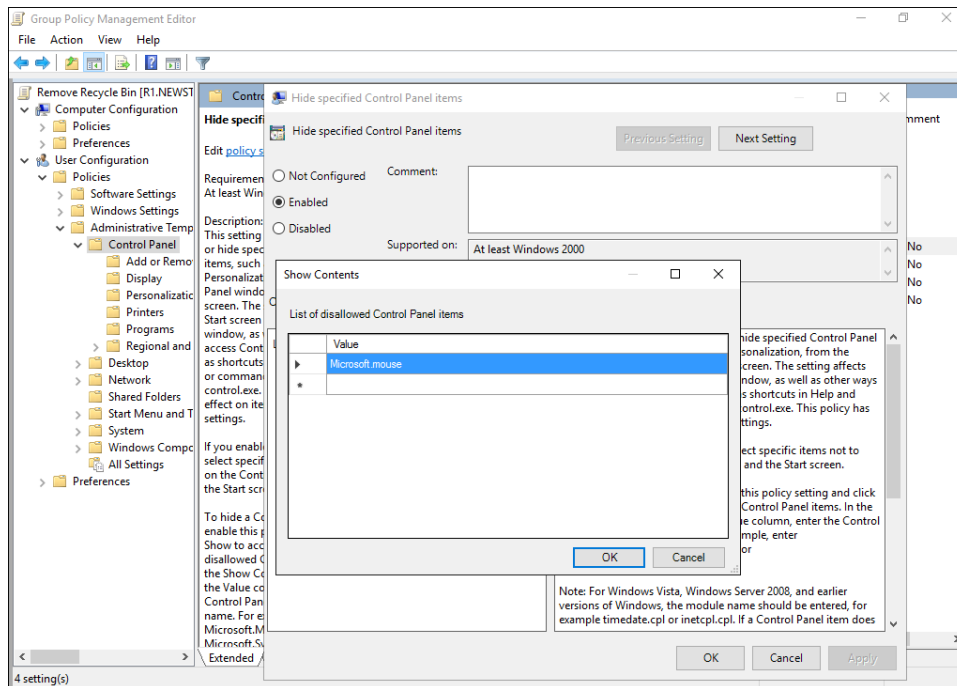 Group Policy Management Editor
File Action View Help
Remove Recycle Bin [R1.NEWST
Computer Configuration
Policies
Preferences
User Configuration
Policies
Software Settings
Windows Settings
Administrative Temp
Control Panel
Add or Remo
Display
Personalizatic
Printers
Programs
Regional and
Desktop
Network
Shared Folders
Start Menu and T
System
Windows Compc
All Settings
Preferences
Contro
Hide specifi
Edit policy s
Requiremen
At least Win
Description:
This setting
or hide spec
items, such
Personalizat
Panel windo
screen. The
Start screen
window, as
access Cont
as shortcuts
or comman
control.exe.
effect on ite
settings.
If you enabl
select specif
on the Cont
the Start scr
To hide a Co
enable this p
Show to acc
disallowed C
the Show Co
the Value co
Control Pan
name. For e
Microsoft.M
Microsoft.Sy
Extended
mment
No
No
No
No
4 setting(s)
Hide specified Control Panel items
Hide specified Control Panel items
Previous Setting Next Setting
Not Configured
Enabled
Disabled
Comment:
Supported on:
At least Windows 2000
Show Contents
List of disallowed Control Panel items
Value
Microsoft.mouse
OK Cancel
hide specified Control Panel
sonalization, from the
screen. The setting affects
ndow, as well as other ways
s shortcuts in Help and
ontrol.exe. This policy has
ttings.
ect specific items not to
and the Start screen.
this policy setting and click
Control Panel items. In the
e column, enter the Control
mple, enter
or
Note: For Windows Vista, Windows Server 2008, and earlier
versions of Windows, the module name should be entered, for
example timedate.cpl or inetcpl.cpl. If a Control Panel item does
OK Cancel Apply